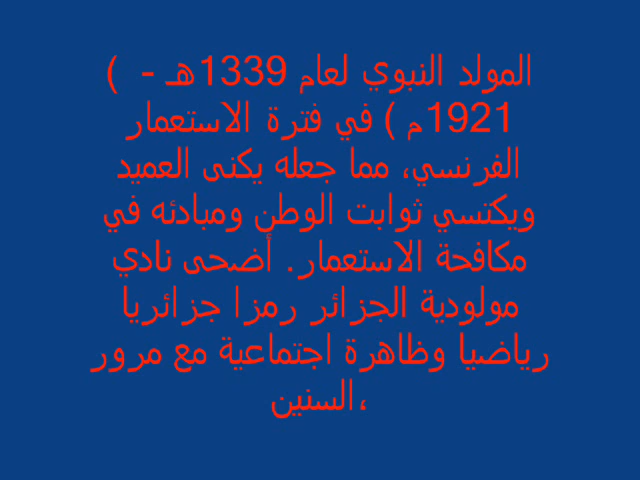 المولد النبوي لعام 1339هـ - (
1921م ) في فترة الاستعمار
الفرنسي، مما جعله يكنى العميد
ويكتسي ثوابت الوطن ومبادئه في
مكافحة الاستعمار. أضحى نادي
مولودية الجزائر رمزا جزائريا
رياضيا وظاهرة اجتماعية مع مرور
السنين،